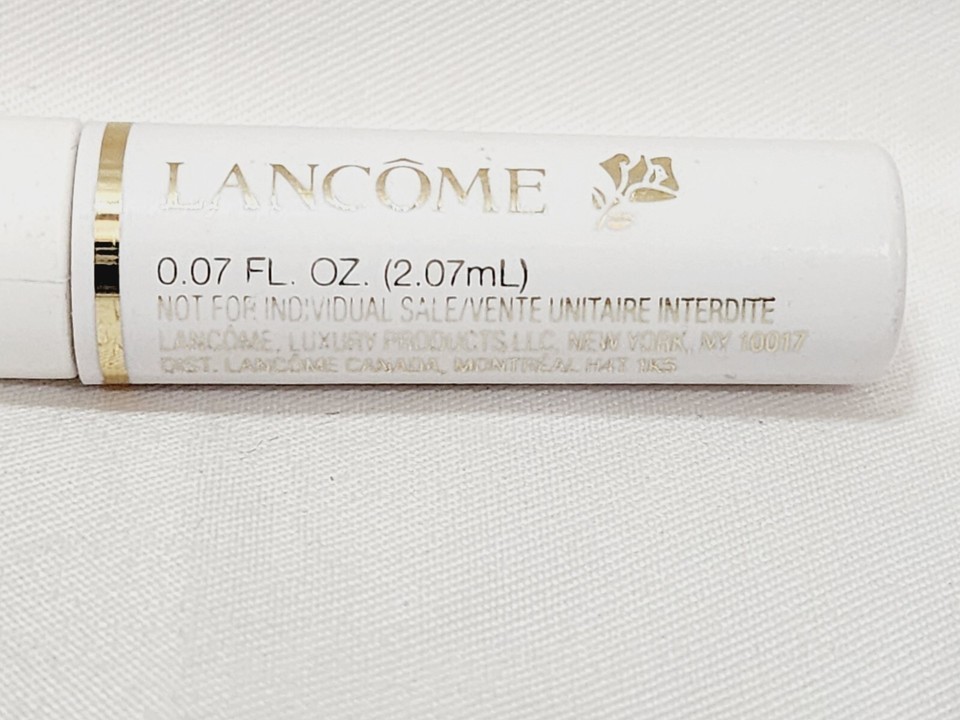 LANCÔME
0.07 FL. OZ. (2.07mL)
NOT FOR INDIVIDUAL SALE/VENTE UNITAIRE INTERDITE
LANCÔME, LUXURY PRODUCTS, LLC. NEW YORK, NY 10017
DIST. LANCÔME CANADA, MONTRÉAL H4T 1K5